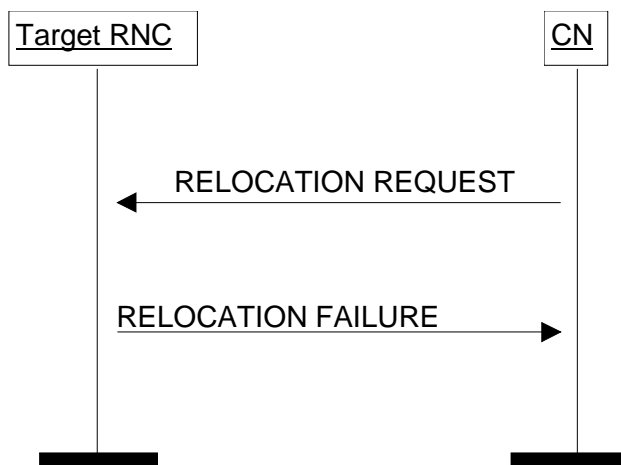 Target RNC
CN
RELOCATION REQUEST
RELOCATION FAILURE